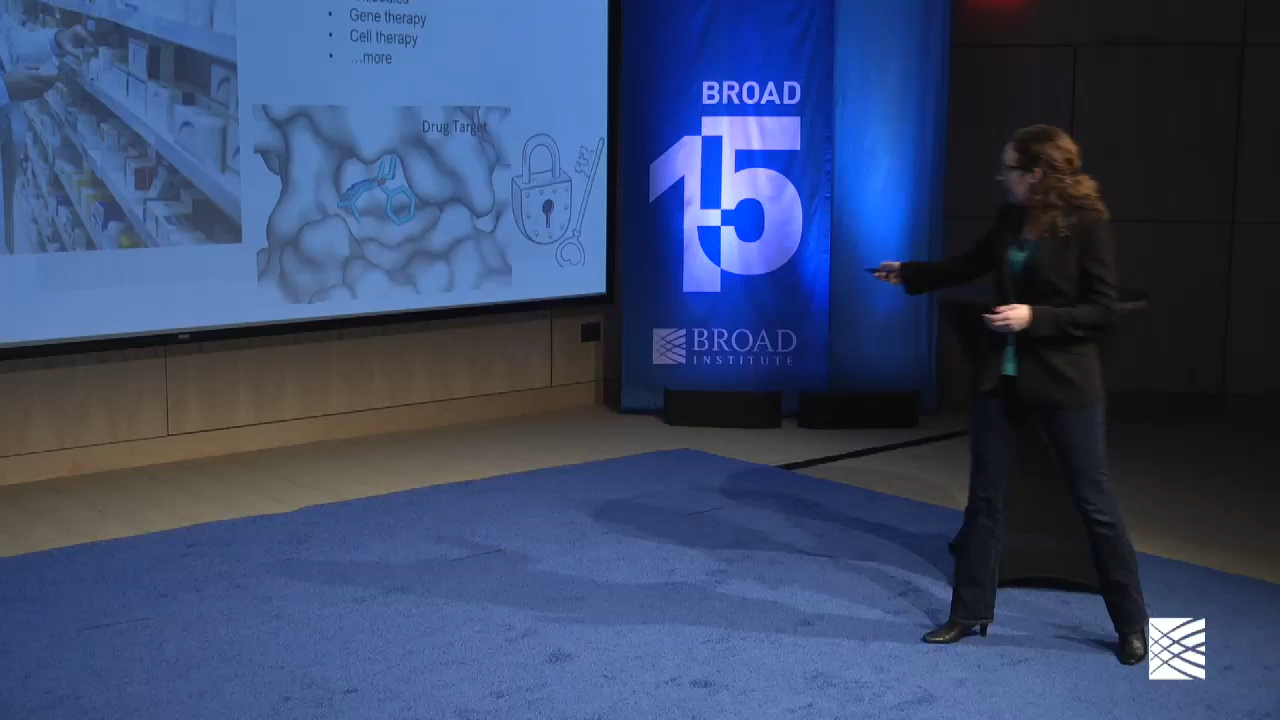 • Gene therapy
• Cell therapy
• …more
Drug Target
BROAD
15
BROAD
INSTITUTE